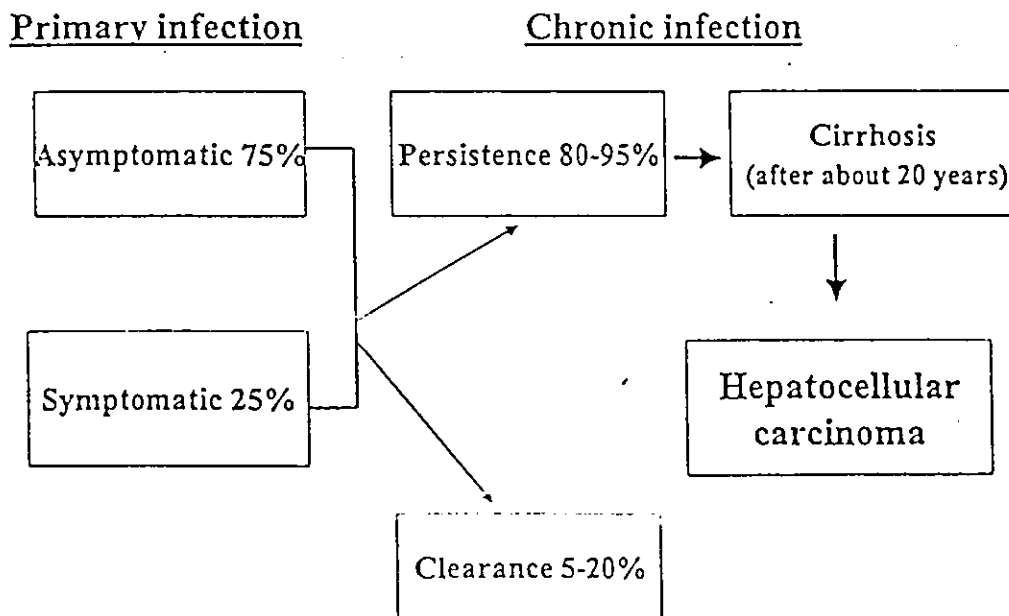 Primary infection
Chronic infection
Asymptomatic 75%
Persistence 80-95%
Cirrhosis
(after about 20 years)
Symptomatic 25%
Hepatocellular
carcinoma
Clearance 5-20%